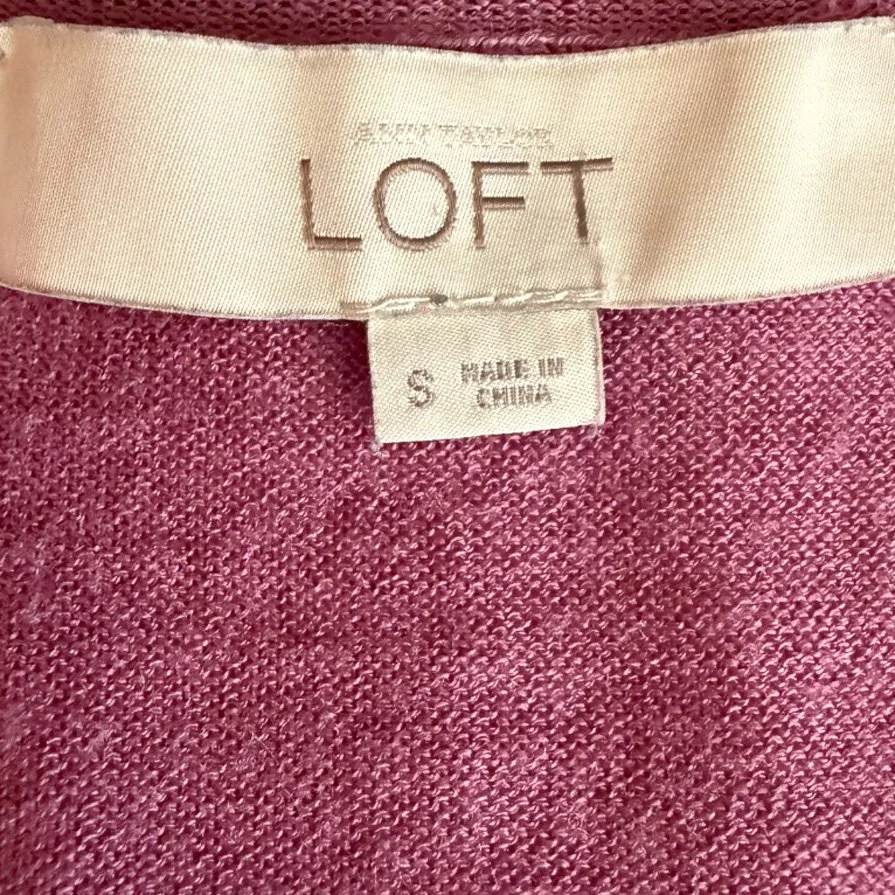 ANN TAYLOR
LOFT
S MADE IN
CHINA